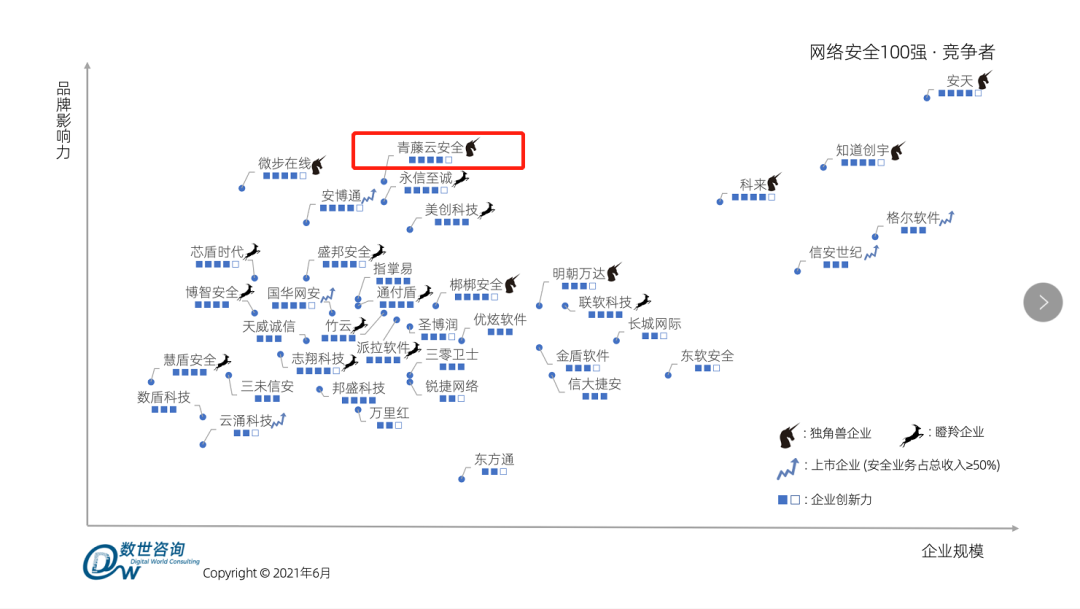 网络安全100强 · 竞争者
品牌影响力
安天
青藤云安全
知道创宇
微步在线
永信至诚
科来
安博通
美创科技
格尔软件
芯盾时代
盛邦安全
信安世纪
指掌易
明朝万达
梆梆安全
博智安全
国华网安
通付盾
联软科技
天威诚信
竹云
圣博润
优炫软件
长城网际
派拉软件
三零卫士
金盾软件
东软安全
慧盾安全
志翔科技
三未信安
邦盛科技
锐捷网络
信大捷安
数盾科技
万里红
云涌科技
东方通
:独角兽企业
:瞪羚企业
:上市企业 (安全业务占总收入≥50%)
:企业创新力
企业规模
数世咨询
Digital World Consulting
DW
Copyright © 2021年6月